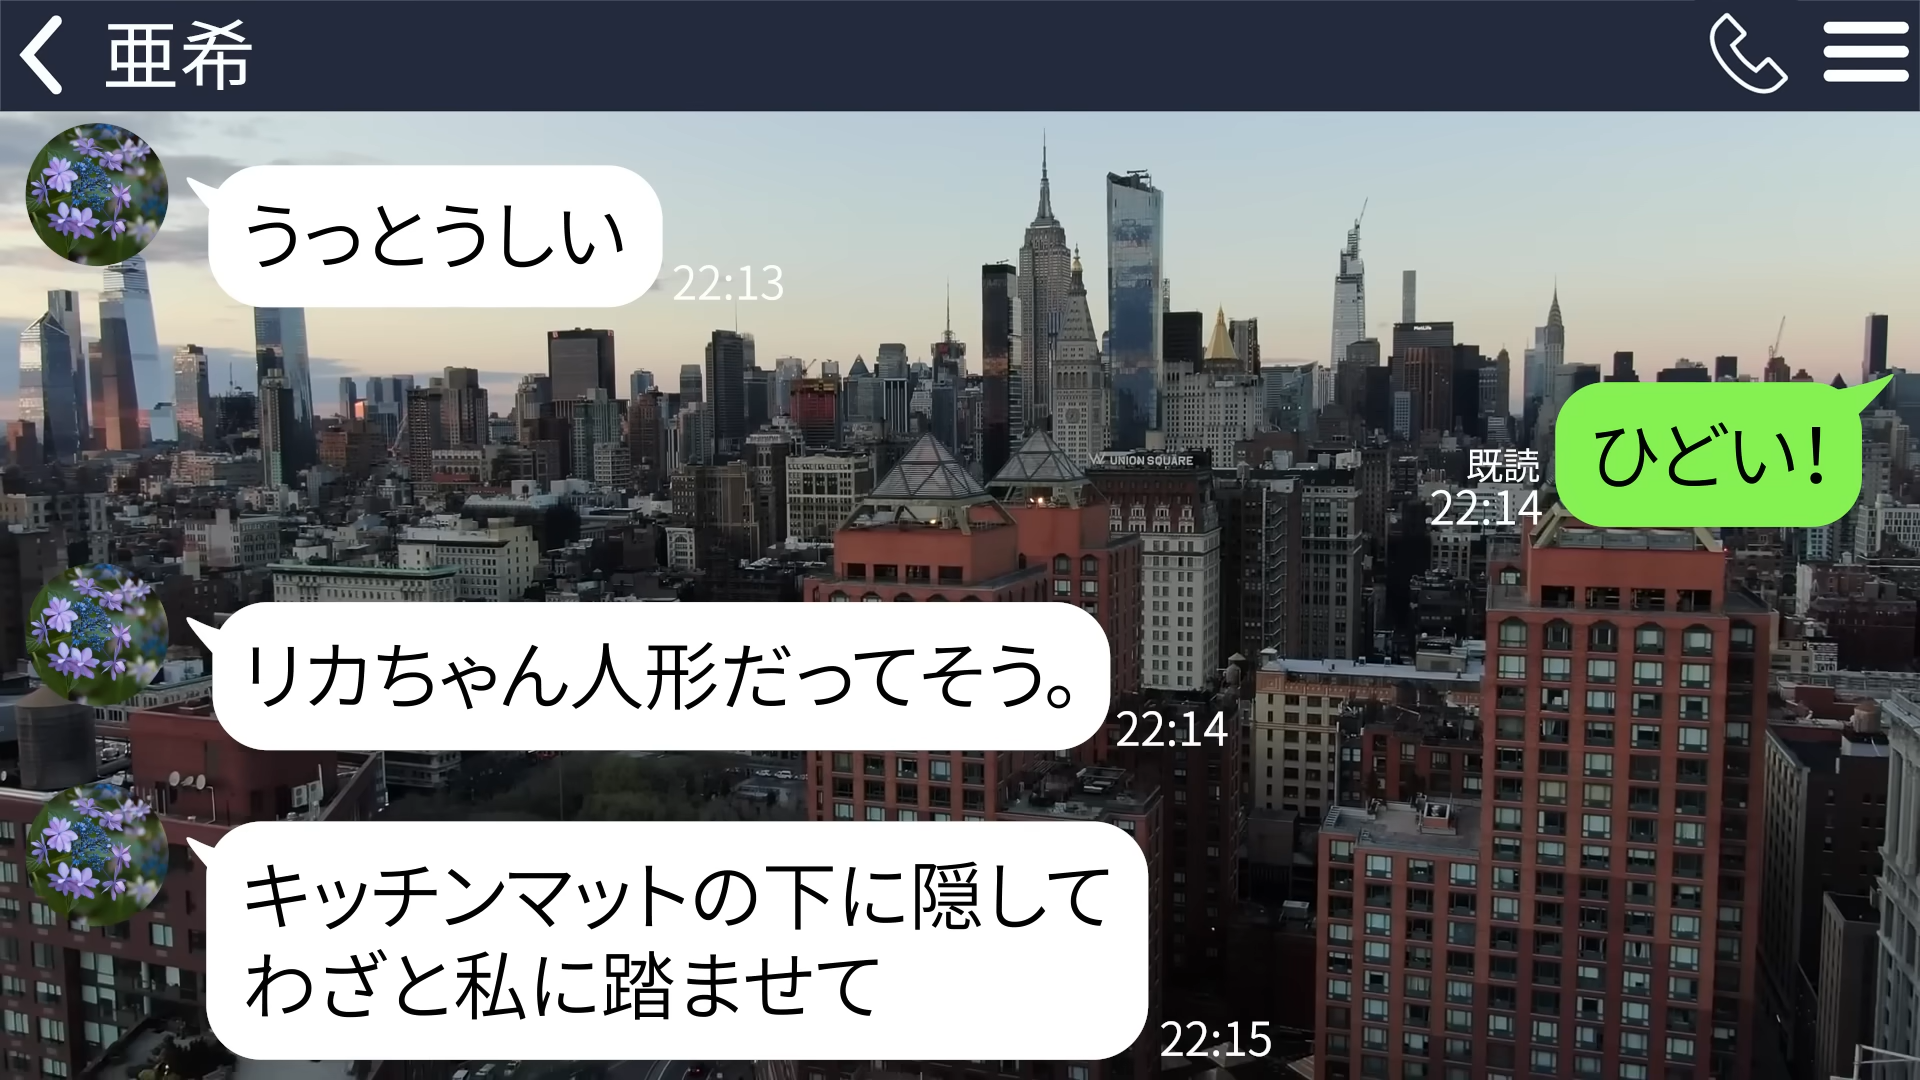 亜希
うっとうしい
22:13
ひどい！
既読
22:14
W UNION SQUARE
MetLife
リカちゃん人形だってそう。
22:14
キッチンマットの下に隠して
わざと私に踏ませて
22:15